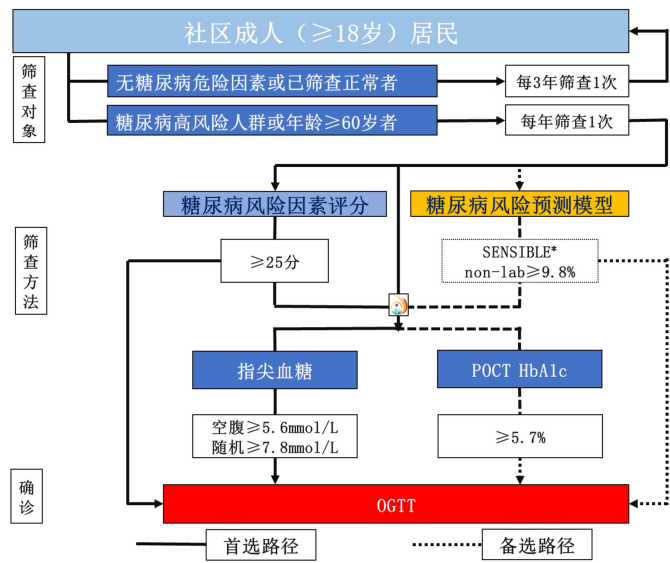 社区成人（≥18岁）居民
筛查对象
无糖尿病危险因素或已筛查正常者
每3年筛查1次
糖尿病高风险人群或年龄≥60岁者
每年筛查1次
糖尿病风险因素评分
糖尿病风险预测模型
筛查方法
≥25分
SENSIBLE*
non-lab≥9.8%
指尖血糖
POCT HbA1c
空腹≥5.6mmol/L
随机≥7.8mmol/L
≥5.7%
确诊
OGTT
首选路径
备选路径